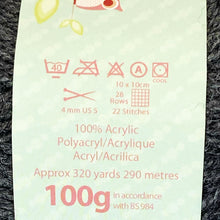 40
A
COOL
10 x 10cm
28
Rows
4 mm US 5
22 Stitches
100% Acrylic
Polyacryl/Acrylique
Acryl/Acrilica
Approx 320 yards 290 metres
100g in accordance
with BS 984